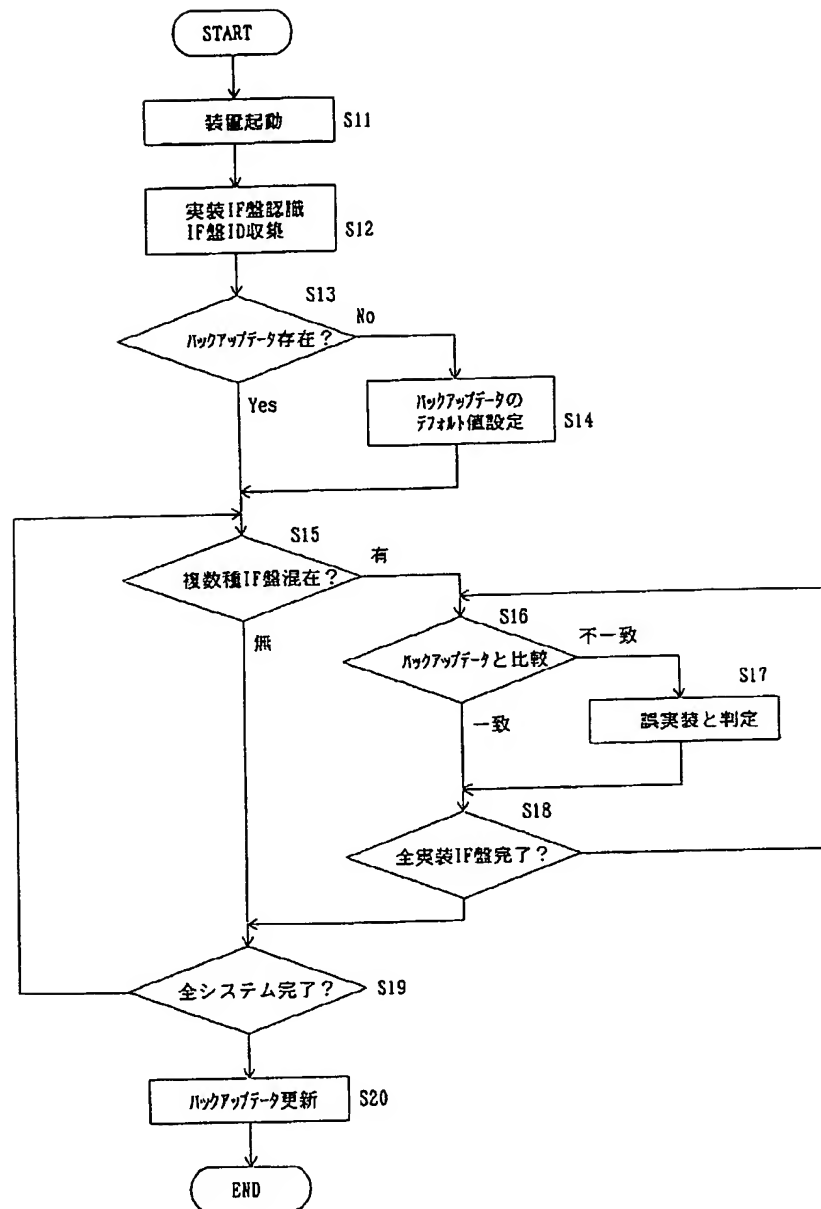 START
装置起動
S11
実装IF盤認識
IF盤ID収集
S12
S13
バックアップデータ存在?
No
Yes
バックアップデータの
デフォルト値設定
S14
S15
複数種IF盤混在?
有
無
S16
バックアップデータと比較
不一致
一致
S17
誤実装と判定
S18
全実装IF盤完了?
全システム完了?
S19
バックアップデータ更新
S20
END